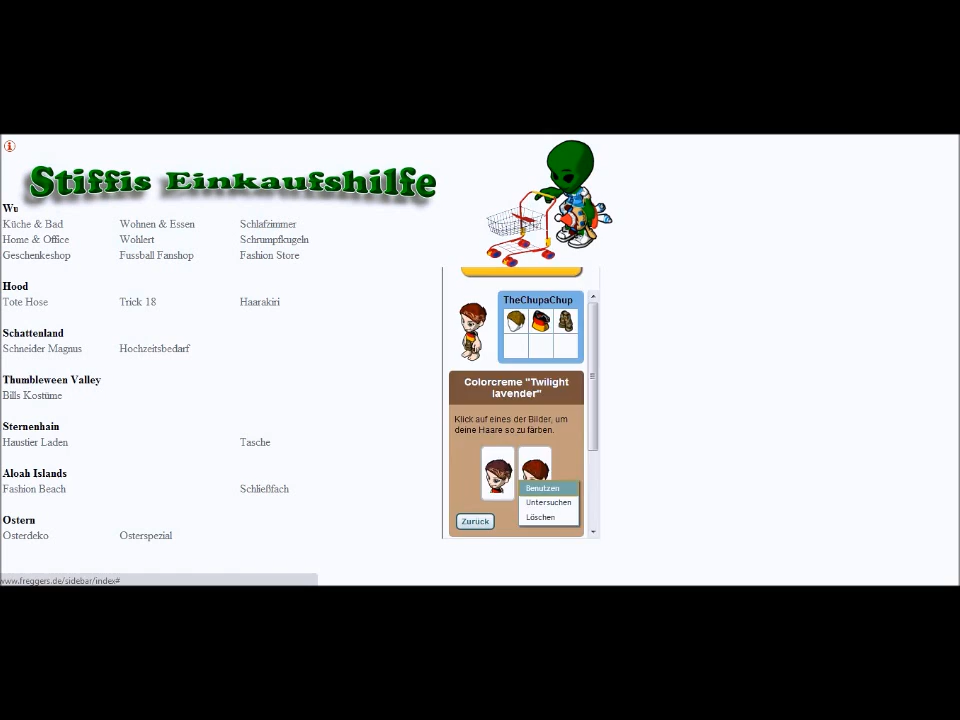 Stiffis Einkaufshilfe
Wu
Küche & Bad Wohnen & Essen Schlafzimmer
Home & Office Wohlert Schrumpfkugeln
Geschenkeshop Fussball Fanshop Fashion Store
Hood
Tote Hose Trick 18 Haarakiri
Schattenland
Schneider Magnus Hochzeitsbedarf
Thumbleween Valley
Bills Kostüme
Sternenhain
Haustier Laden Tasche
Aloah Islands
Fashion Beach Schließfach
Ostern
Osterdeko Osterspezial
www.freggers.de/sidebar/index#
TheChupaChup
Colorcreme "Twilight
lavender"
Klick auf eines der Bilder, um
deine Haare so zu färben.
Benutzen
Untersuchen
Löschen
Zurück